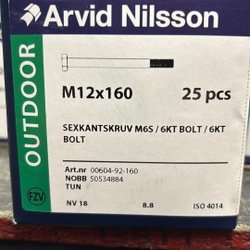 Arvid Nilsson
OUTDOOR
M12x160 25 pcs
SEXKANTSKRUV M6S / 6KT BOLT / 6KT
BOLT
Art.nr 00604-92-160
NOBB 50534884
TUN
FZV
NV 18 8.8 ISO 4014